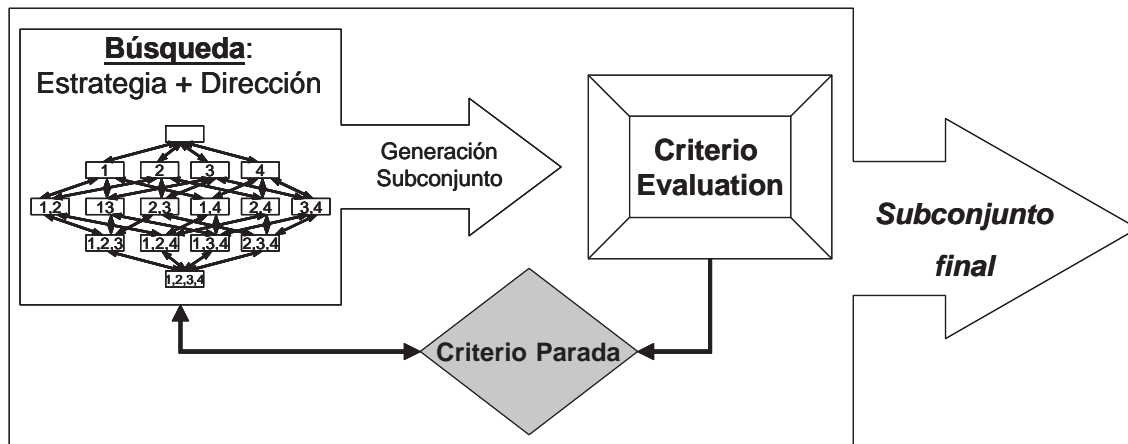 Búsqueda:
Estrategia + Dirección
1 2 3 4
1,2 13 2,3 1,4 2,4 3,4
1,2,3 1,2,4 1,3,4 2,3,4
1,2,3,4
Generación
Subconjunto
Criterio
Evaluation
Criterio Parada
Subconjunto
final